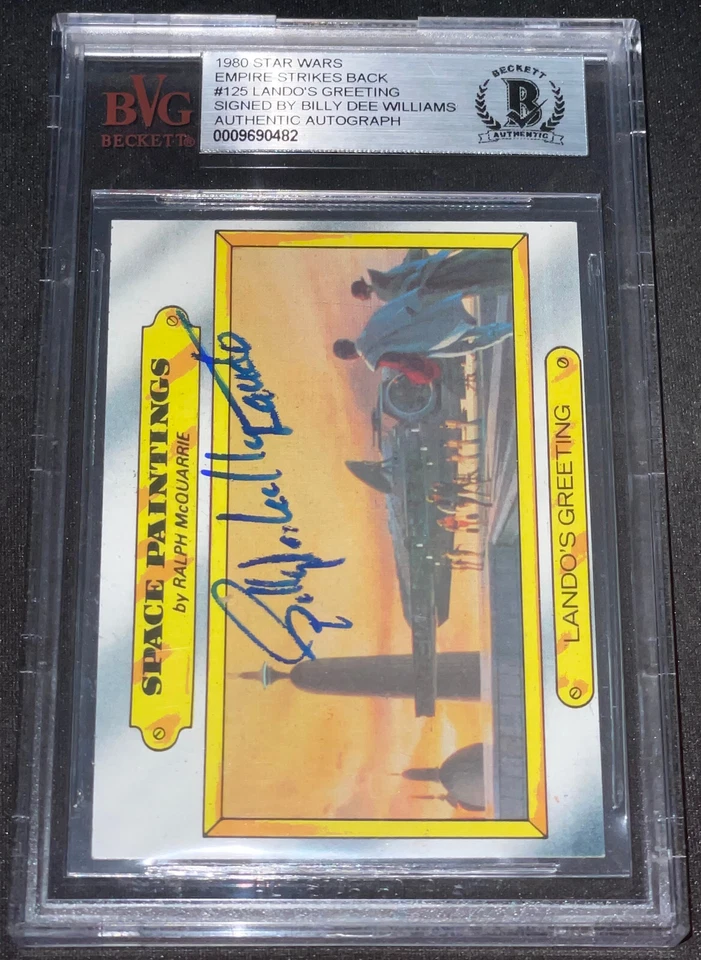 BVG
BECKETT®
1980 STAR WARS
EMPIRE STRIKES BACK
#125 LANDO'S GREETING
SIGNED BY BILLY DEE WILLIAMS
AUTHENTIC AUTOGRAPH
0009690482
BECKETT
B
AUTHENTIC
SPACE PAINTINGS
by RALPH McQUARRIE
Lando
LANDO'S GREETING